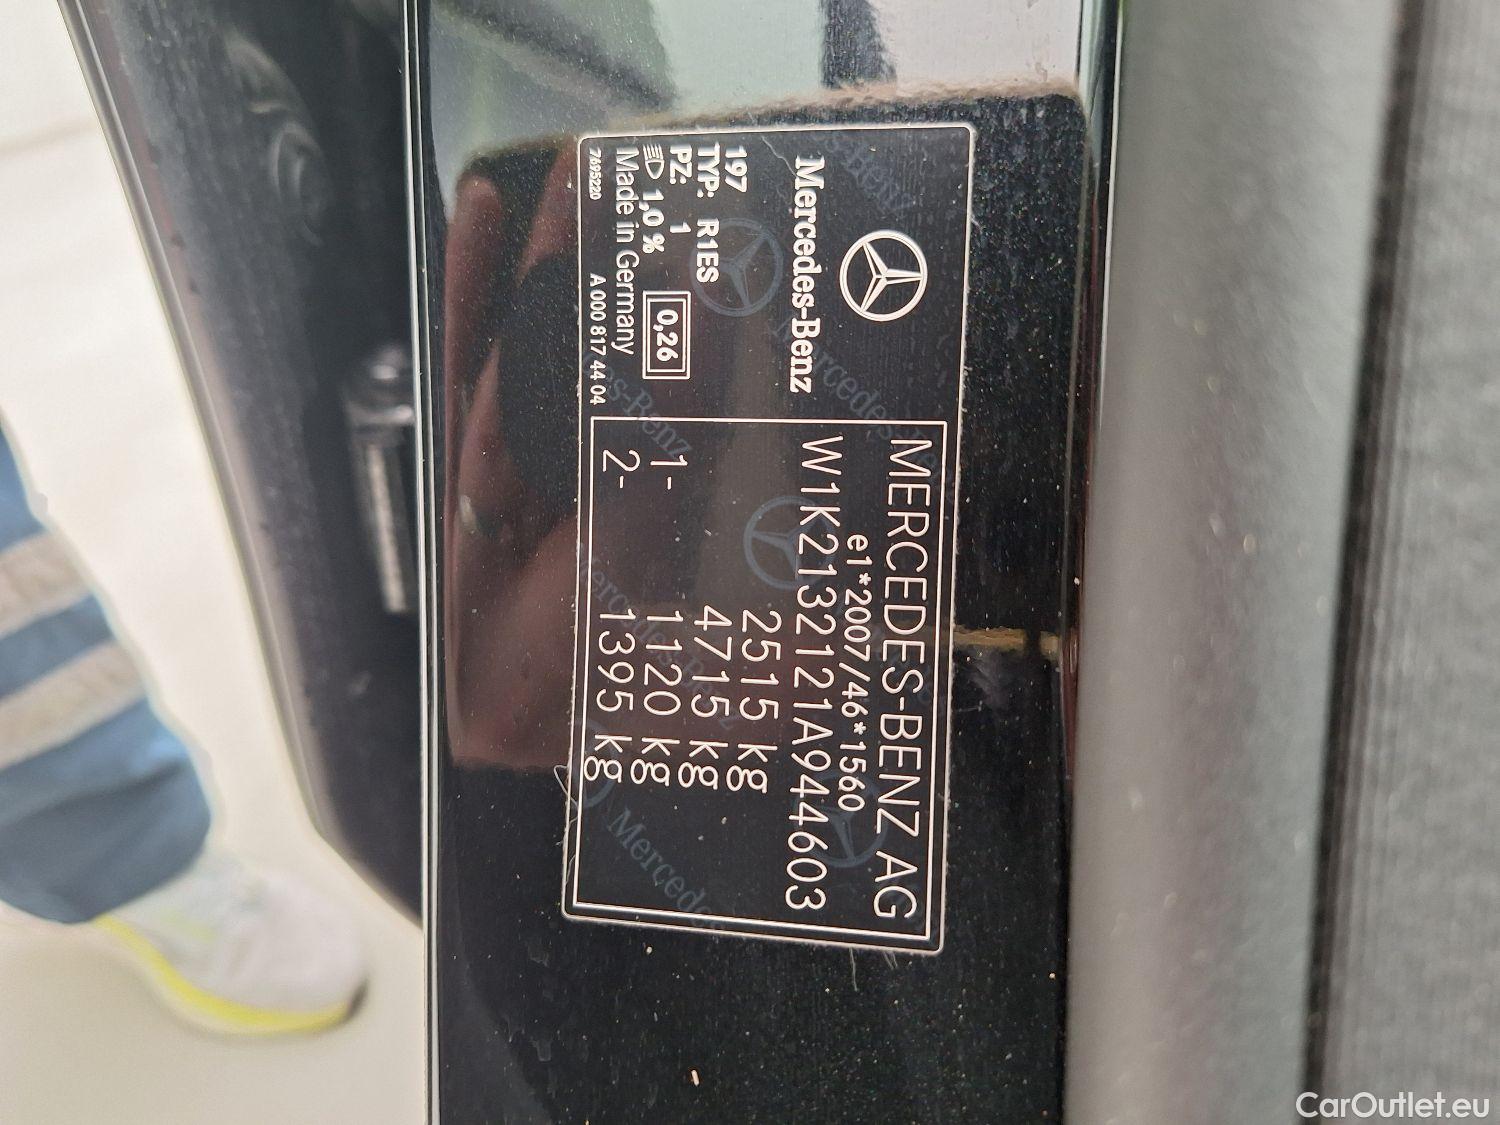 Mercedes-Benz
197
TYP: R1ES
PZ: 1
1,0 %
0,26
Made in Germany
7695220
A 000 817 44 04
MERCEDES-BENZ AG
e1*2007/46*1560
W1K2132121A944603
2515 kg
4715 kg
1- 1120 kg
2- 1395 kg
CarOutlet.eu